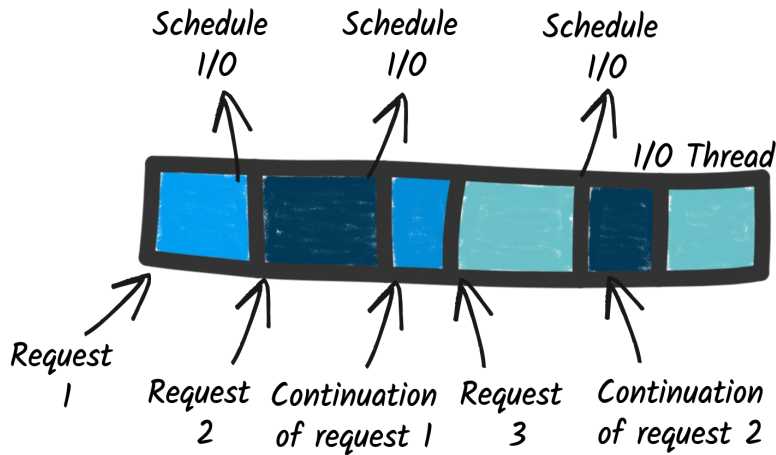 Schedule
I/O
Schedule
I/O
Schedule
I/O
I/O Thread
Request
1
Request
2
Continuation
of request 1
Request
3
Continuation
of request 2